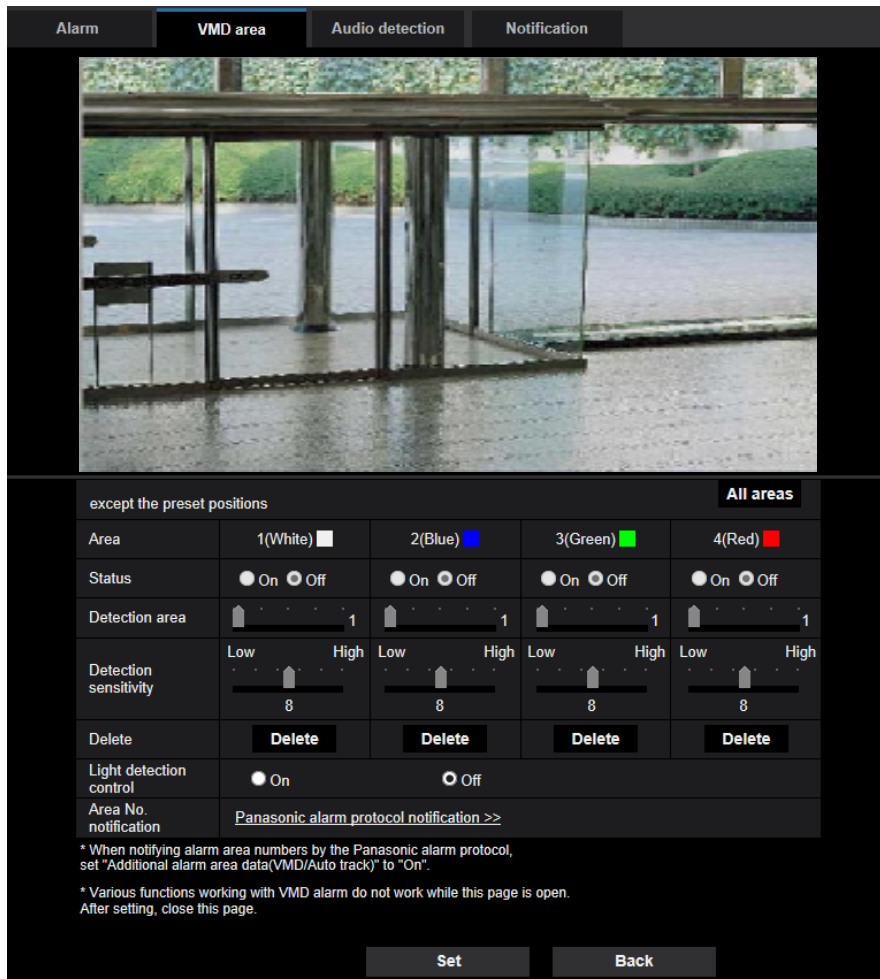 Alarm VMD area Audio detection Notification
except the preset positions All areas
Area 1(White) 2(Blue) 3(Green) 4(Red)
Status On Off On Off On Off On Off
Detection area 1 1 1 1
Detection sensitivity Low High Low High Low High Low High
8 8 8 8
Delete Delete Delete Delete Delete
Light detection control On Off
Area No. notification Panasonic alarm protocol notification >>
* When notifying alarm area numbers by the Panasonic alarm protocol,
set "Additional alarm area data(VMD/Auto track)" to "On".
* Various functions working with VMD alarm do not work while this page is open.
After setting, close this page.
Set Back